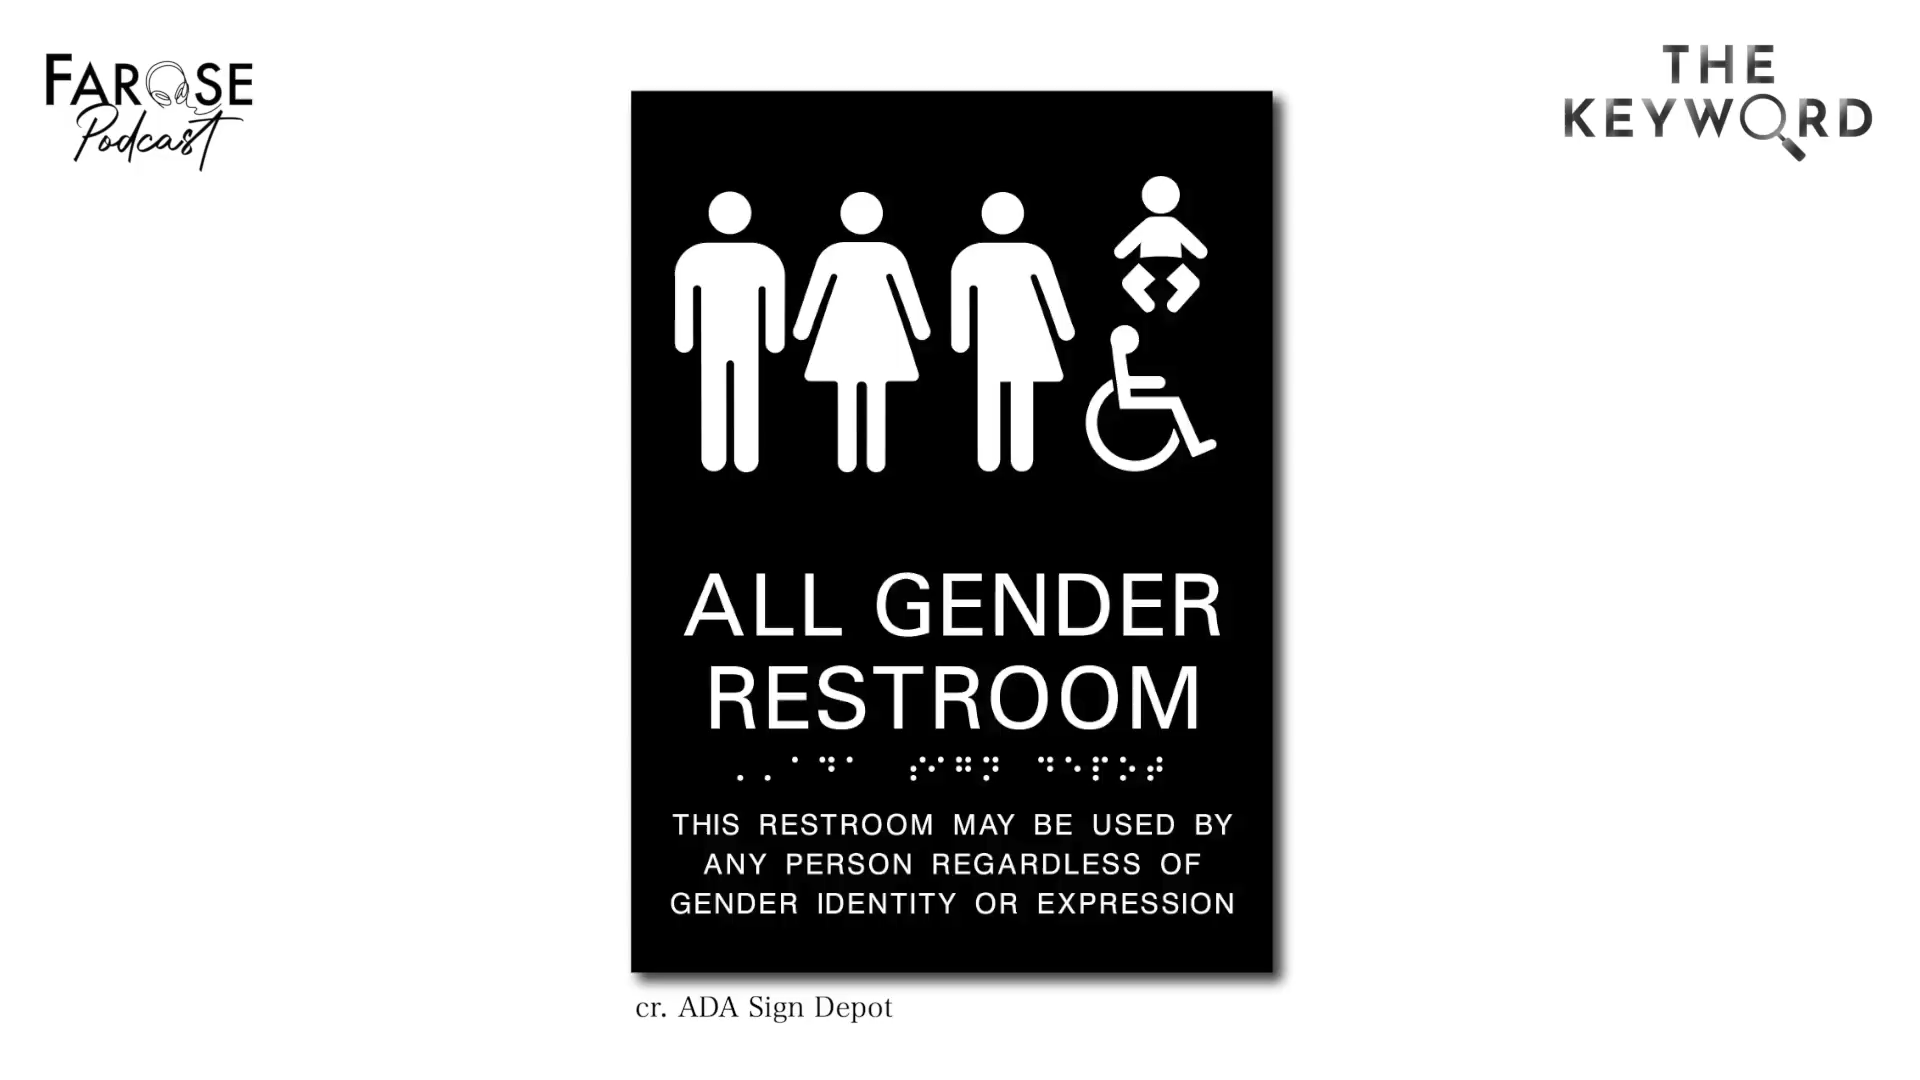 FAROSE
Podcast
THE
KEYWORD
ALL GENDER
RESTROOM
⠠⠠⠁⠙⠁ ⠎⠊⠛⠝ ⠙⠑⠏⠕⠞
THIS RESTROOM MAY BE USED BY
ANY PERSON REGARDLESS OF
GENDER IDENTITY OR EXPRESSION
cr. ADA Sign Depot